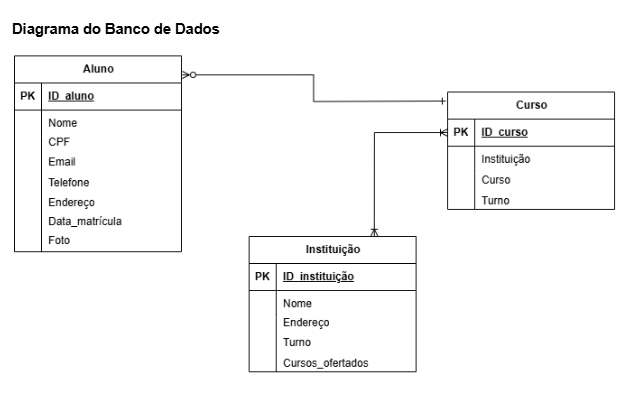 Diagrama do Banco de Dados
Aluno
PK ID_aluno
Nome
CPF
Email
Telefone
Endereço
Data_matrícula
Foto
Curso
PK ID_curso
Instituição
Curso
Turno
Instituição
PK ID_instituição
Nome
Endereço
Turno
Cursos_ofertados